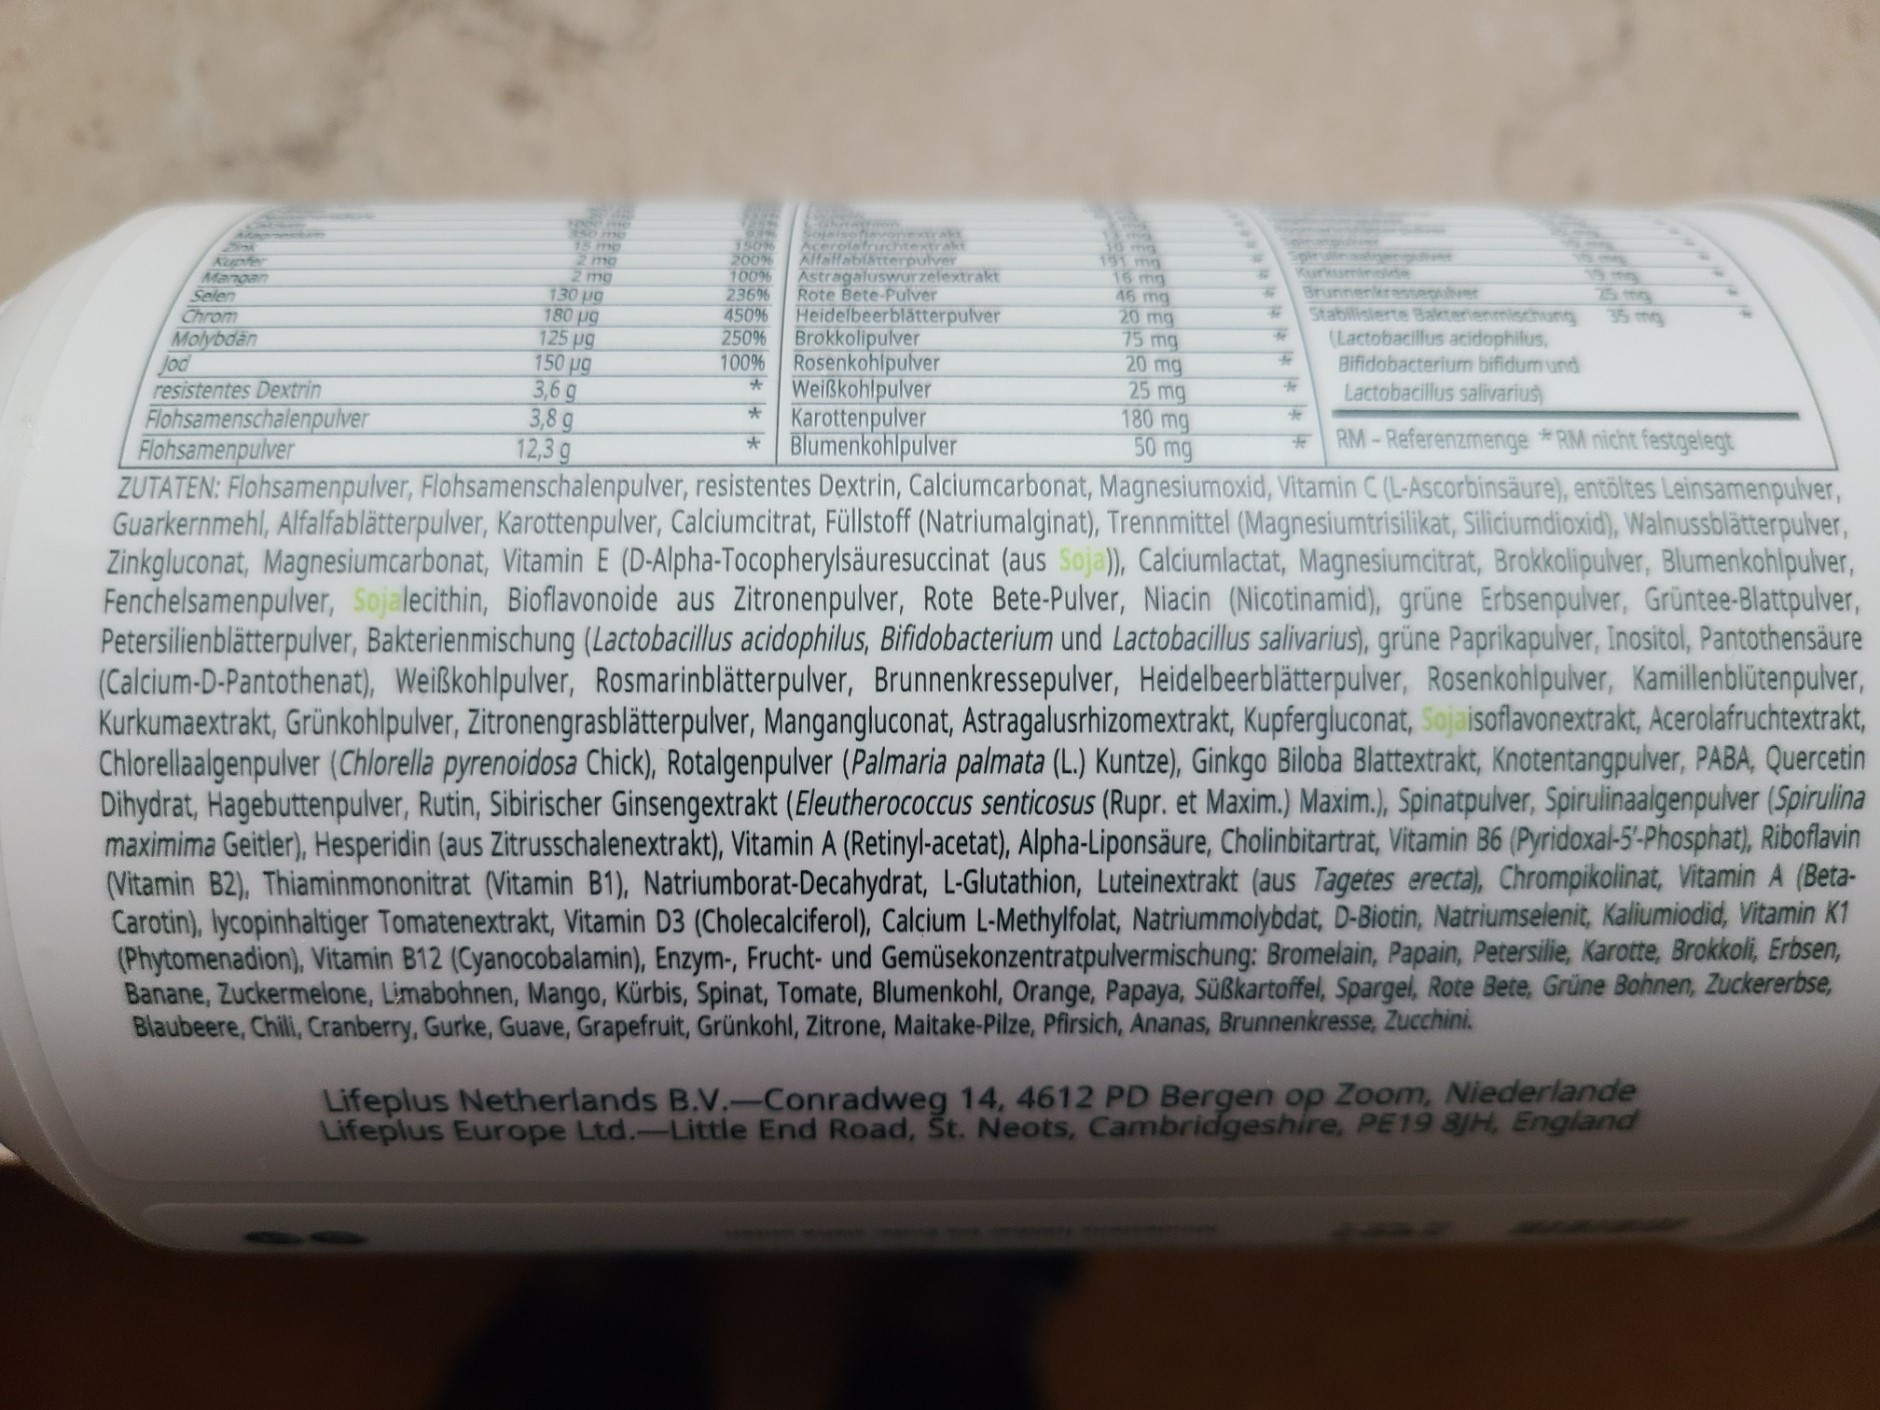 Magnesium 350 mg 93%
Zink 15 mg 150%
Kupfer 2 mg 200%
Mangan 2 mg 100%
Selen 130 µg 236%
Chrom 180 µg 450%
Molybdän 125 µg 250%
Jod 150 µg 100%
resistentes Dextrin 3,6 g *
Flohsamenschalenpulver 3,8 g *
Flohsamenpulver 12,3 g *
Sojaisoflavonextrakt
Acerolafruchtextrakt
Alfalfablätterpulver 191 mg *
Astragaluswurzelextrakt 16 mg *
Rote Bete-Pulver 46 mg *
Heidelbeerblätterpulver 20 mg *
Brokkolipulver 75 mg *
Rosenkohlpulver 20 mg *
Weißkohlpulver 25 mg *
Karottenpulver 180 mg *
Blumenkohlpulver 50 mg *
Spirulinaalgenpulver
Kurkuminoide 19 mg *
Brunnenkressepulver 25 mg *
Stabilisierte Bakterienmischung 35 mg *
(Lactobacillus acidophilus,
Bifidobacterium bifidum und
Lactobacillus salivarius)
RM – Referenzmenge *RM nicht festgelegt
ZUTATEN: Flohsamenpulver, Flohsamenschalenpulver, resistentes Dextrin, Calciumcarbonat, Magnesiumoxid, Vitamin C (L-Ascorbinsäure), entöltes Leinsamenpulver,
Guarkernmehl, Alfalfablätterpulver, Karottenpulver, Calciumcitrat, Füllstoff (Natriumalginat), Trennmittel (Magnesiumtrisilikat, Siliciumdioxid), Walnussblätterpulver,
Zinkgluconat, Magnesiumcarbonat, Vitamin E (D-Alpha-Tocopherylsäuresuccinat (aus Soja)), Calciumlactat, Magnesiumcitrat, Brokkolipulver, Blumenkohlpulver,
Fenchelsamenpulver, Sojalecithin, Bioflavonoide aus Zitronenpulver, Rote Bete-Pulver, Niacin (Nicotinamid), grüne Erbsenpulver, Grüntee-Blattpulver,
Petersilienblätterpulver, Bakterienmischung (Lactobacillus acidophilus, Bifidobacterium und Lactobacillus salivarius), grüne Paprikapulver, Inositol, Pantothensäure
(Calcium-D-Pantothenat), Weißkohlpulver, Rosmarinblätterpulver, Brunnenkressepulver, Heidelbeerblätterpulver, Rosenkohlpulver, Kamillenblütenpulver,
Kurkumaextrakt, Grünkohlpulver, Zitronengrasblätterpulver, Mangangluconat, Astragalusrhizomextrakt, Kupfergluconat, Sojaisoflavonextrakt, Acerolafruchtextrakt,
Chlorellaalgenpulver (Chlorella pyrenoidosa Chick), Rotalgenpulver (Palmaria palmata (L.) Kuntze), Ginkgo Biloba Blattextrakt, Knotentangpulver, PABA, Quercetin
Dihydrat, Hagebuttenpulver, Rutin, Sibirischer Ginsengextrakt (Eleutherococcus senticosus (Rupr. et Maxim.) Maxim.), Spinatpulver, Spirulinaalgenpulver (Spirulina
maximima Geitler), Hesperidin (aus Zitrusschalenextrakt), Vitamin A (Retinyl-acetat), Alpha-Liponsäure, Cholinbitartrat, Vitamin B6 (Pyridoxal-5'-Phosphat), Riboflavin
(Vitamin B2), Thiaminmononitrat (Vitamin B1), Natriumborat-Decahydrat, L-Glutathion, Luteinextrakt (aus Tagetes erecta), Chrompikolinat, Vitamin A (Beta-
Carotin), lycopinhaltiger Tomatenextrakt, Vitamin D3 (Cholecalciferol), Calcium L-Methylfolat, Natriummolybdat, D-Biotin, Natriumselenit, Kaliumiodid, Vitamin K1
(Phytomenadion), Vitamin B12 (Cyanocobalamin), Enzym-, Frucht- und Gemüsekonzentratpulvermischung: Bromelain, Papain, Petersilie, Karotte, Brokkoli, Erbsen,
Banane, Zuckermelone, Limabohnen, Mango, Kürbis, Spinat, Tomate, Blumenkohl, Orange, Papaya, Süßkartoffel, Spargel, Rote Bete, Grüne Bohnen, Zuckererbse,
Blaubeere, Chili, Cranberry, Gurke, Guave, Grapefruit, Grünkohl, Zitrone, Maitake-Pilze, Pfirsich, Ananas, Brunnenkresse, Zucchini.
Lifeplus Netherlands B.V.—Conradweg 14, 4612 PD Bergen op Zoom, Niederlande
Lifeplus Europe Ltd.—Little End Road, St. Neots, Cambridgeshire, PE19 8JH, England